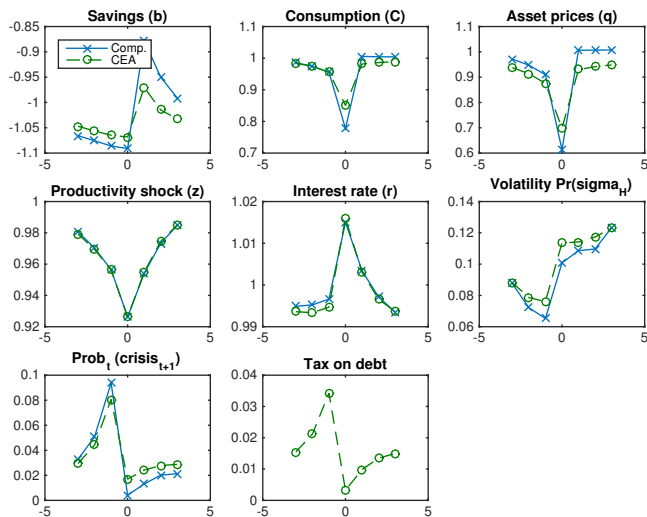 Savings (b)
-0.85
-0.9
-0.95
-1
-1.05
-1.1
-5 0 5
Comp.
CEA
Consumption (C)
1.1
1
0.9
0.8
0.7
-5 0 5
Asset prices (q)
1.1
1
0.9
0.8
0.7
0.6
-5 0 5
Productivity shock (z)
1
0.98
0.96
0.94
0.92
-5 0 5
Interest rate (r)
1.02
1.01
1
0.99
-5 0 5
Volatility Pr(sigma_H)
0.14
0.12
0.1
0.08
0.06
-5 0 5
Prob_t (crisis_t+1)
0.1
0.08
0.06
0.04
0.02
0
-5 0 5
Tax on debt
0.04
0.03
0.02
0.01
0
-5 0 5